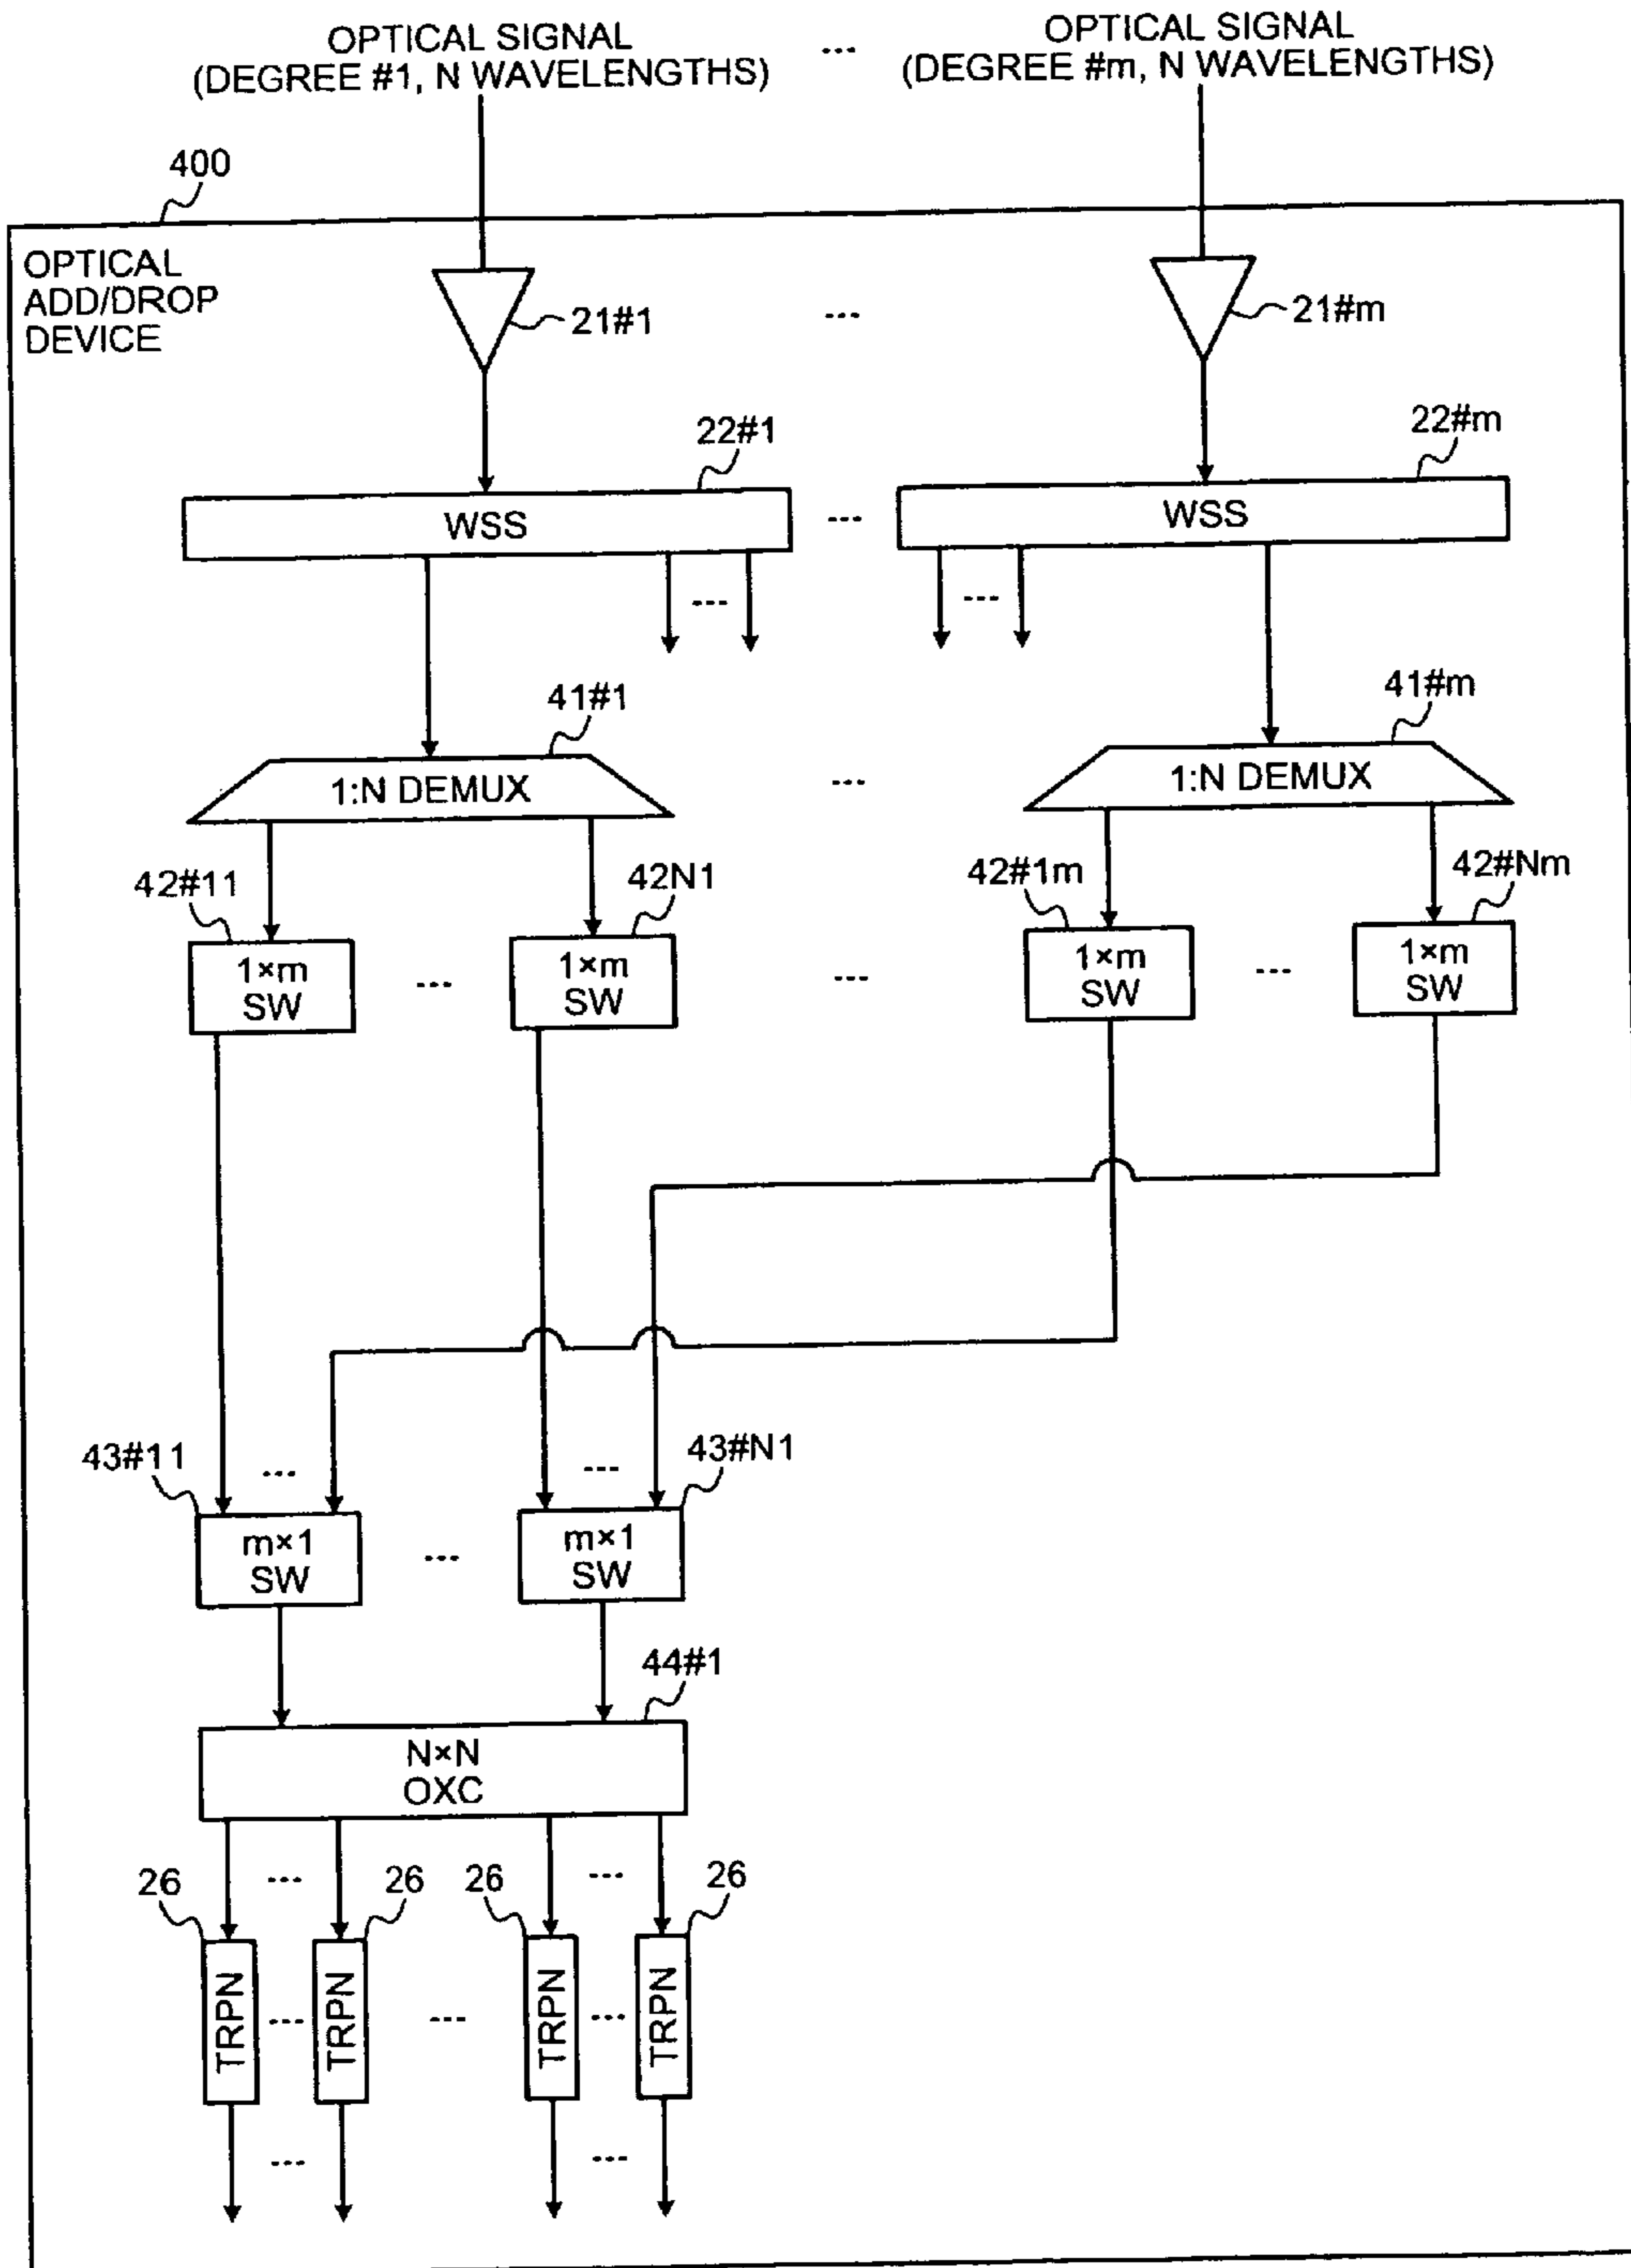 OPTICAL SIGNAL
(DEGREE #1, N WAVELENGTHS)
---
OPTICAL SIGNAL
(DEGREE #m, N WAVELENGTHS)
400
OPTICAL
ADD/DROP
DEVICE
21#1
---
21#m
22#1
22#m
WSS
---
WSS
---
---
41#1
41#m
1:N DEMUX
---
1:N DEMUX
42#11
42N1
42#1m
42#Nm
1×m
SW
---
1×m
SW
---
1×m
SW
---
1×m
SW
43#11
---
---
43#N1
m×1
SW
---
m×1
SW
44#1
N×N
OXC
26
---
26
26
---
26
TRPN
---
TRPN
---
TRPN
---
TRPN
---
---